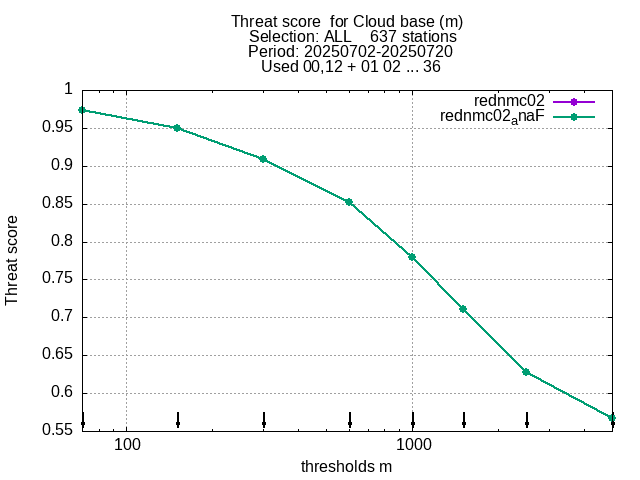 Threat score  for Cloud base (m)
Selection: ALL    637 stations
Period: 20250702-20250720
Used 00,12 + 01 02 ... 36
rednmc02
rednmc02_anaF
Threat score
1
0.95
0.9
0.85
0.8
0.75
0.7
0.65
0.6
0.55
100
1000
thresholds m